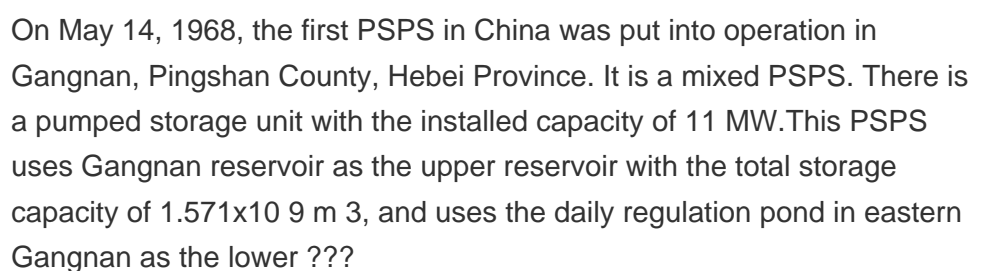 On May 14, 1968, the first PSPS in China was put into operation in
Gangnan, Pingshan County, Hebei Province. It is a mixed PSPS. There is
a pumped storage unit with the installed capacity of 11 MW.This PSPS
uses Gangnan reservoir as the upper reservoir with the total storage
capacity of 1.571x10 9 m 3, and uses the daily regulation pond in eastern
Gangnan as the lower ???